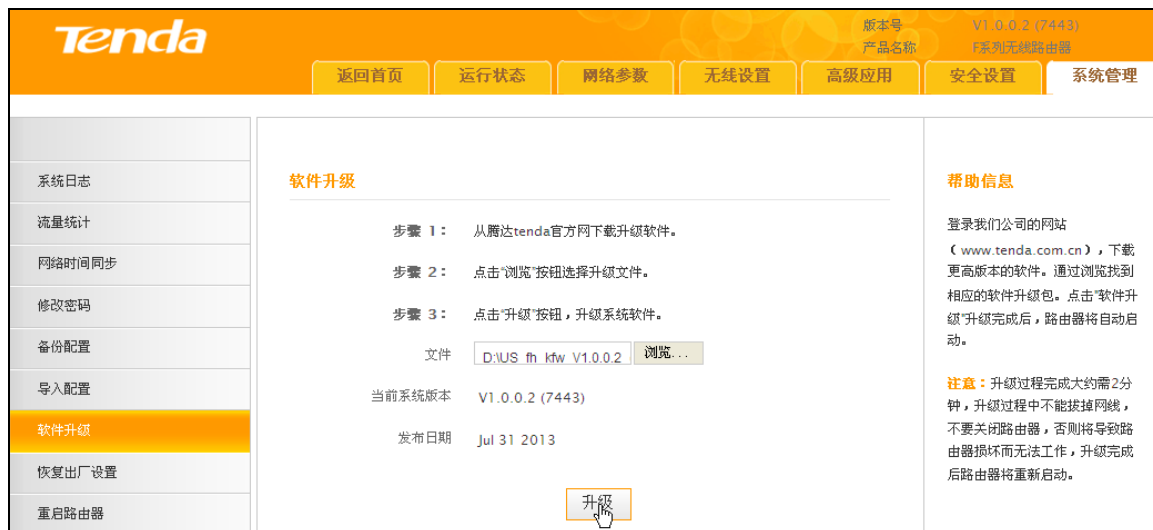 Tenda
版本号 V1.0.0.2 (7443)
产品名称 F系列无线路由器
返回首页 运行状态 网络参数 无线设置 高级应用 安全设置 系统管理
系统日志
流量统计
网络时间同步
修改密码
备份配置
导入配置
软件升级
恢复出厂设置
重启路由器
软件升级
步骤 1： 从腾达tenda官方网下载升级软件。
步骤 2： 点击"浏览"按钮选择升级文件。
步骤 3： 点击"升级"按钮，升级系统软件。
文件 D:\US_fh_kfw_V1.0.0.2 浏览...
当前系统版本 V1.0.0.2 (7443)
发布日期 Jul 31 2013
升级
帮助信息
登录我们公司的网站
（www.tenda.com.cn），下载
更高版本的软件。通过浏览找到
相应的软件升级包。点击"软件升
级"升级完成后，路由器将自动启
动。
注意：升级过程完成大约需2分
钟，升级过程中不能拔掉网线，
不要关闭路由器，否则将导致路
由器损坏而无法工作，升级完成
后路由器将重新启动。